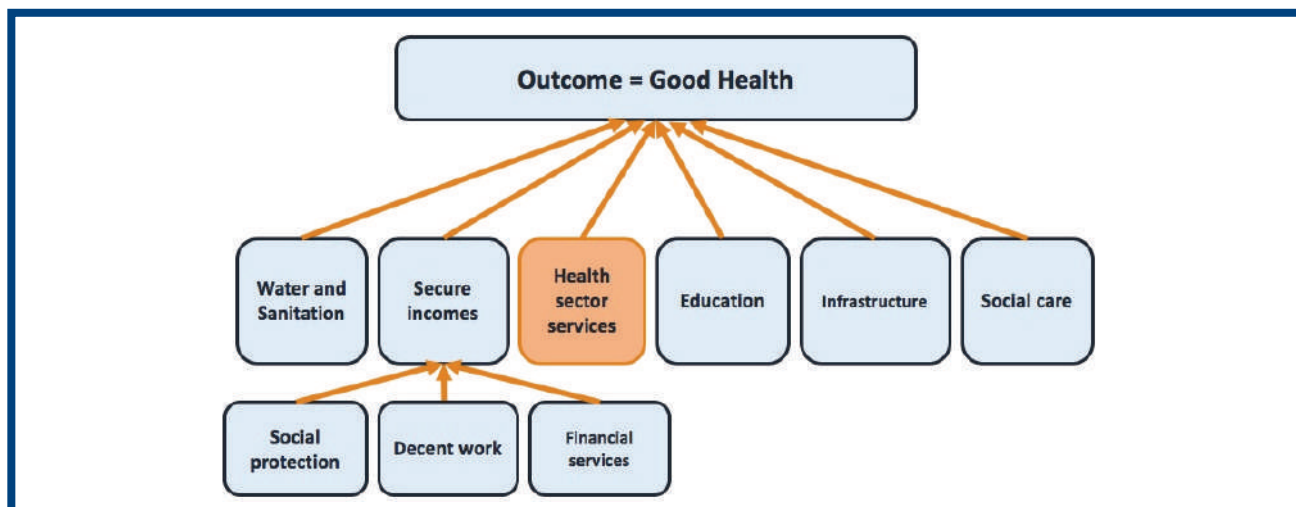 Outcome = Good Health
Water and
Sanitation
Secure
incomes
Health
sector
services
Education
Infrastructure
Social care
Social
protection
Decent work
Financial
services